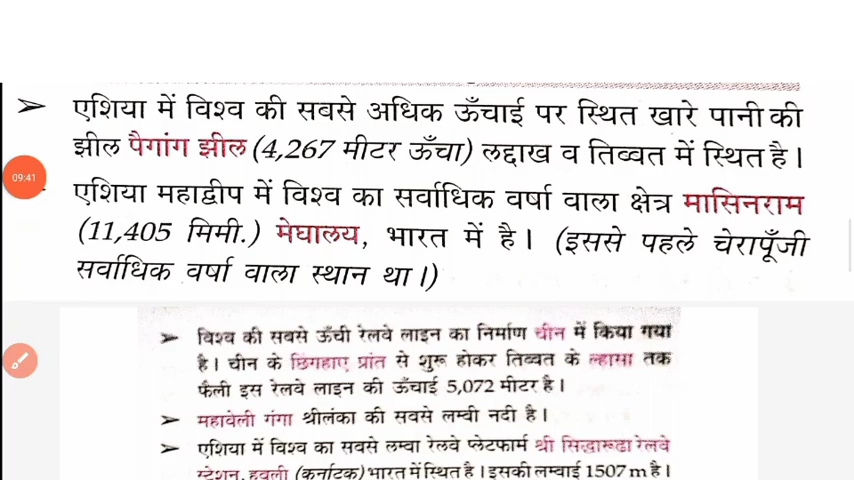 ➢ एशिया में विश्व की सबसे अधिक ऊँचाई पर स्थित खारे पानी की
झील पैगांग झील (4,267 मीटर ऊँचा) लद्दाख व तिब्बत में स्थित है।
09:41
एशिया महाद्वीप में विश्व का सर्वाधिक वर्षा वाला क्षेत्र मासिनराम
(11,405 मिमी.) मेघालय, भारत में है। (इससे पहले चेरापूँजी
सर्वाधिक वर्षा वाला स्थान था।)
➢ विश्व की सबसे ऊँची रेलवे लाइन का निर्माण चीन में किया गया
है। चीन के छिंगहाए प्रांत से शुरू होकर तिब्बत के ल्हासा तक
फैली इस रेलवे लाइन की ऊँचाई 5,072 मीटर है।
➢ महावेली गंगा श्रीलंका की सबसे लम्बी नदी है।
➢ एशिया में विश्व का सबसे लम्बा रेलवे प्लेटफार्म श्री सिद्धारूढा रेलवे
स्टेशन, हुबली (कर्नाटक) भारत में स्थित है। इसकी लम्बाई 1507 m है।